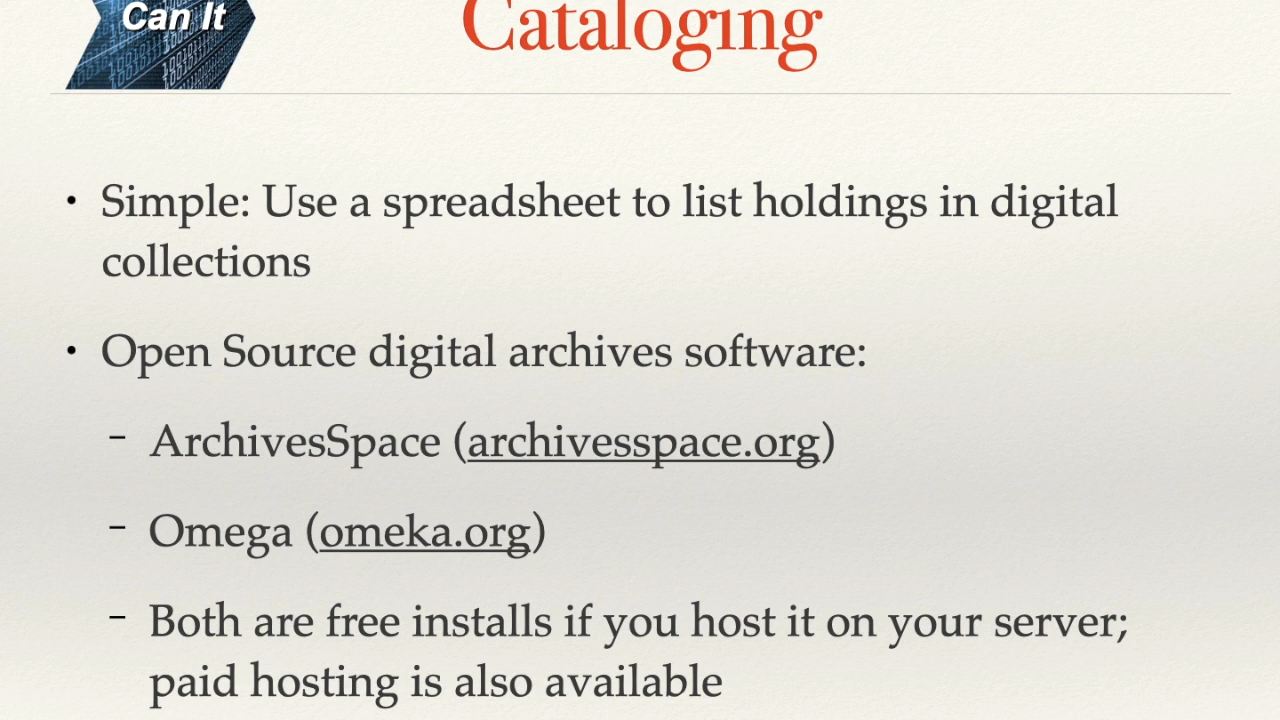 Can It
Cataloging
• Simple: Use a spreadsheet to list holdings in digital
collections
• Open Source digital archives software:
– ArchivesSpace (archivesspace.org)
– Omega (omeka.org)
– Both are free installs if you host it on your server;
paid hosting is also available